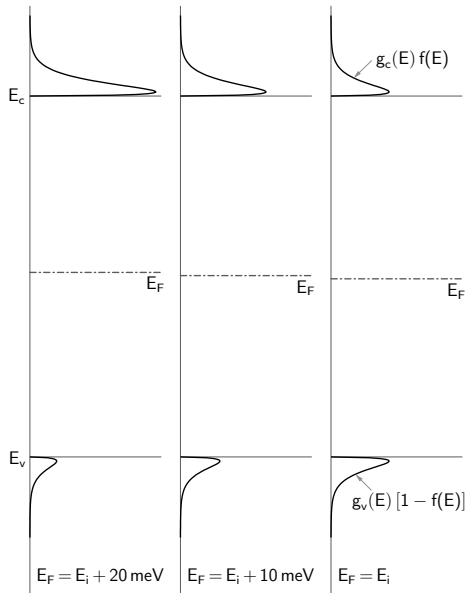 g_c(E) f(E)
E_c
E_F
E_F
E_F
E_v
g_v(E) [1 − f(E)]
E_F = E_i + 20 meV
E_F = E_i + 10 meV
E_F = E_i